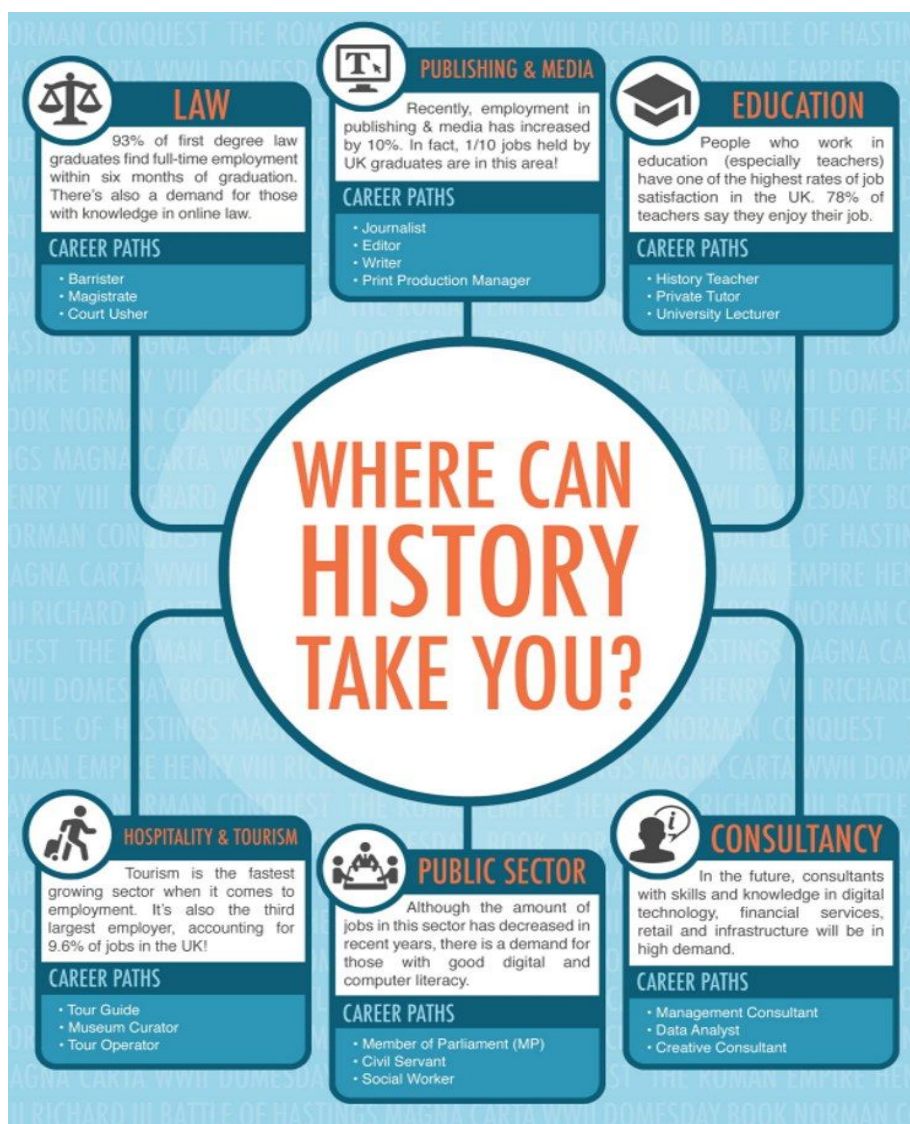 LAW
93% of first degree law
graduates find full-time employment
within six months of graduation.
There's also a demand for those
with knowledge in online law.
CAREER PATHS
• Barrister
• Magistrate
• Court Usher
T
PUBLISHING & MEDIA
Recently, employment in
publishing & media has increased
by 10%. In fact, 1/10 jobs held by
UK graduates are in this area!
CAREER PATHS
• Journalist
• Editor
• Writer
• Print Production Manager
EDUCATION
People who work in
education (especially teachers)
have one of the highest rates of job
satisfaction in the UK. 78% of
teachers say they enjoy their job.
CAREER PATHS
• History Teacher
• Private Tutor
• University Lecturer
WHERE CAN
HISTORY
TAKE YOU?
HOSPITALITY & TOURISM
Tourism is the fastest
growing sector when it comes to
employment. It's also the third
largest employer, accounting for
9.6% of jobs in the UK!
CAREER PATHS
• Tour Guide
• Museum Curator
• Tour Operator
PUBLIC SECTOR
Although the amount of
jobs in this sector has decreased in
recent years, there is a demand for
those with good digital and
computer literacy.
CAREER PATHS
• Member of Parliament (MP)
• Civil Servant
• Social Worker
i
CONSULTANCY
In the future, consultants
with skills and knowledge in digital
technology, financial services,
retail and infrastructure will be in
high demand.
CAREER PATHS
• Management Consultant
• Data Analyst
• Creative Consultant